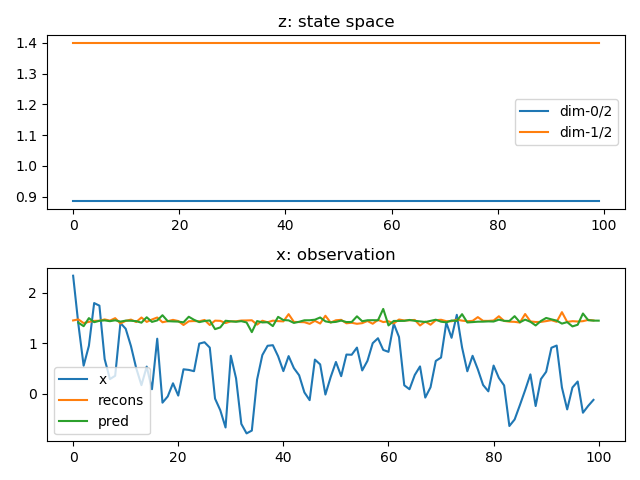 z: state space
1.4
1.3
1.2
1.1
1.0
0.9
dim-0/2
dim-1/2
0 20 40 60 80 100
x: observation
2
1
0
x
recons
pred
0 20 40 60 80 100